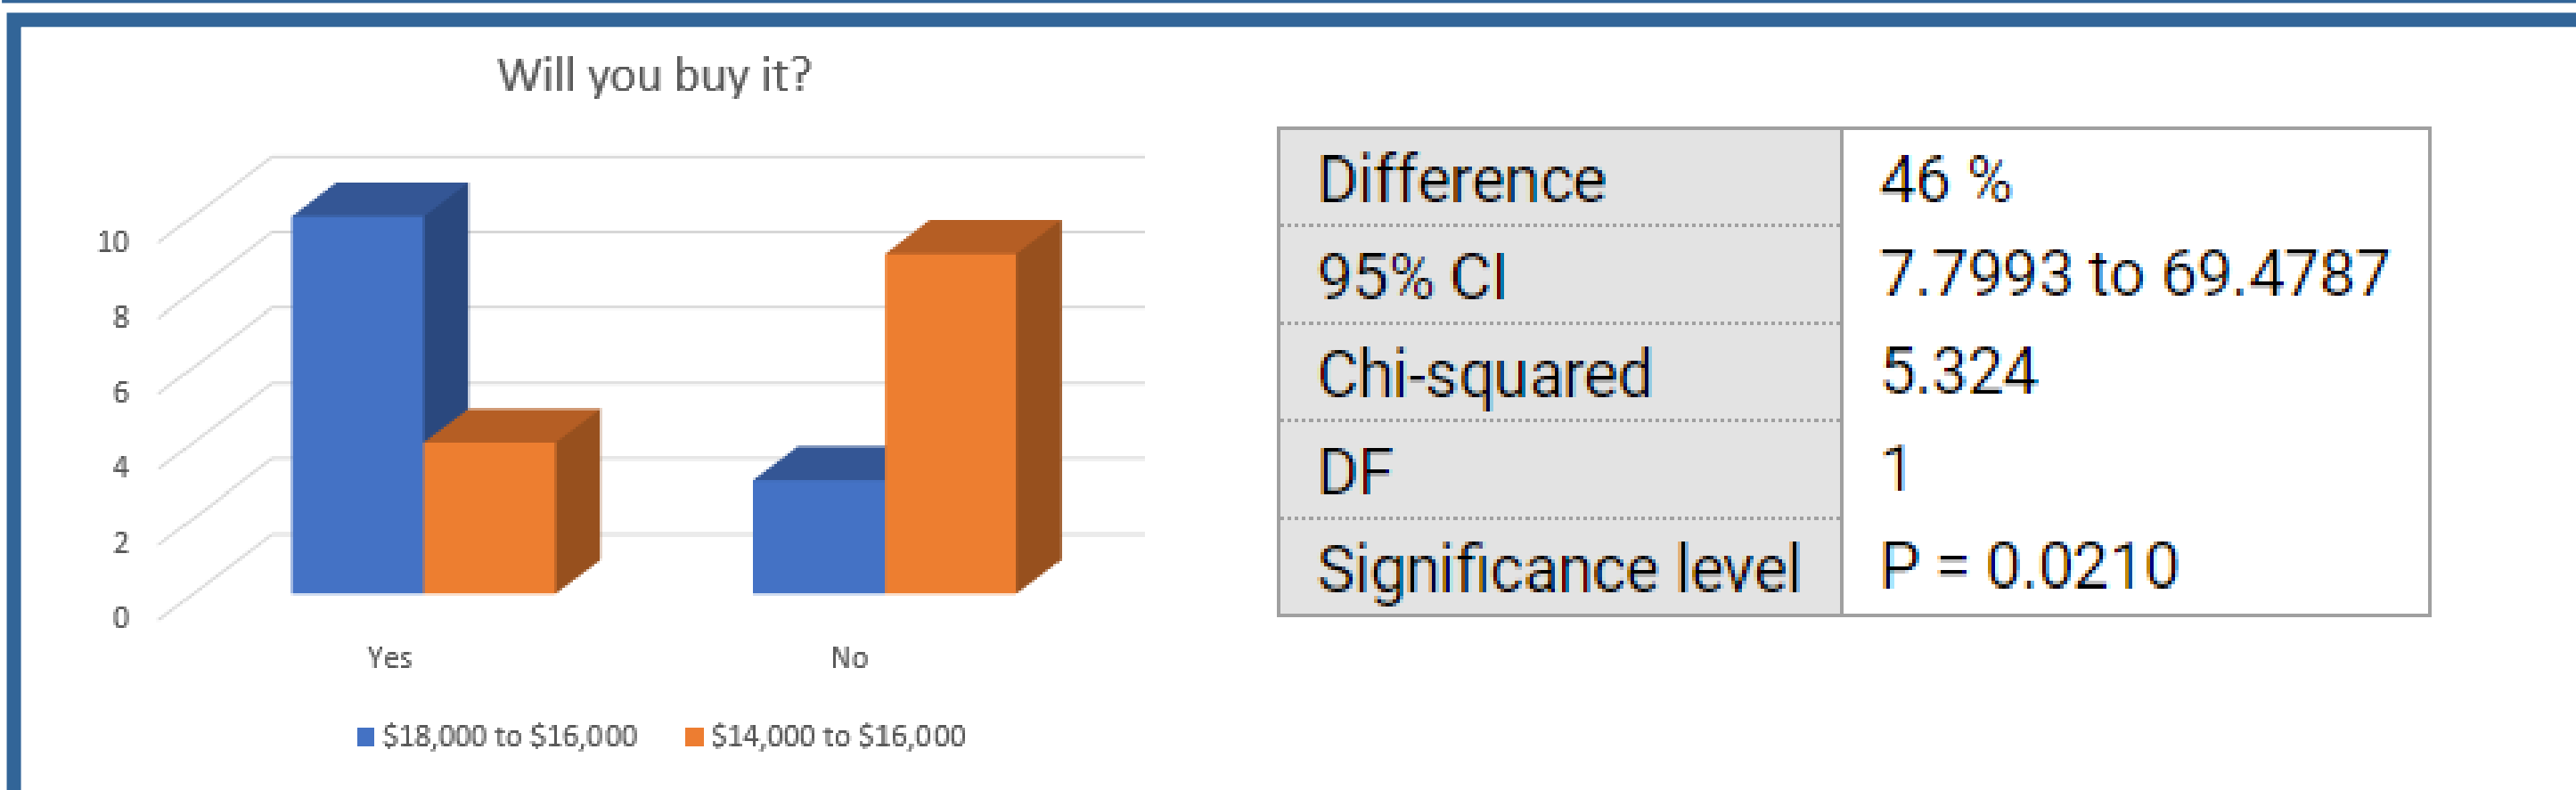 Will you buy it?
10
8
6
4
2
0
Yes No
$18,000 to $16,000 $14,000 to $16,000
Difference 46 %
95% CI 7.7993 to 69.4787
Chi-squared 5.324
DF 1
Significance level P = 0.0210